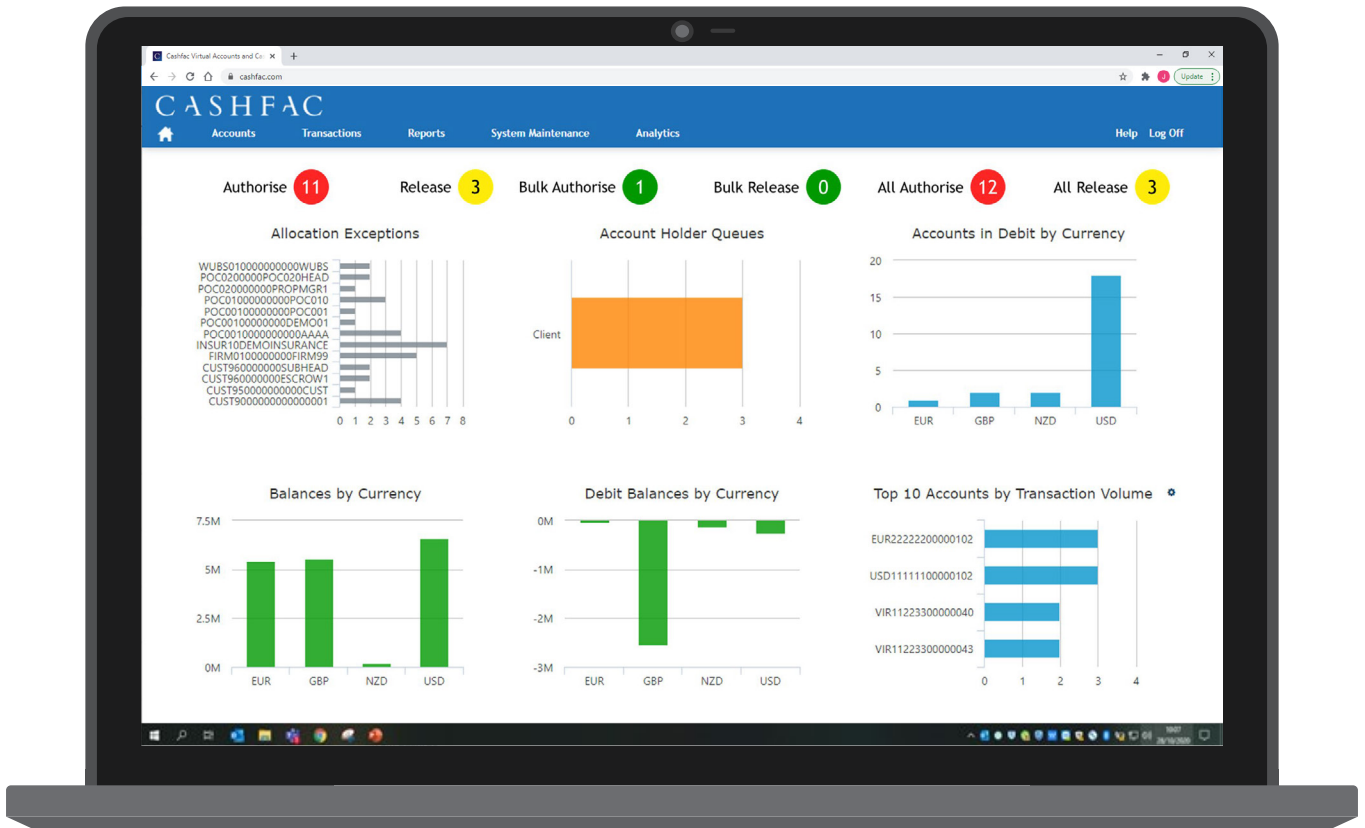 Cashfac Virtual Accounts and Ca
cashfac.com
Update
CASHFAC
Accounts Transactions Reports System Maintenance Analytics Help Log Off
Authorise 11 Release 3 Bulk Authorise 1 Bulk Release 0 All Authorise 12 All Release 3
Allocation Exceptions
WUBS010000000000WUBS
POC0200000POC020HEAD
POC020000000PROPMGR1
POC01000000000POC010
POC00100000000POC001
POC00100000000DEMO01
POC0010000000000AAAA
INSUR10DEMOINSURANCE
FIRM0100000000FIRM99
CUST960000000SUBHEAD
CUST960000000ESCROW1
CUST950000000000CUST
CUST9000000000000001
0 1 2 3 4 5 6 7 8
Account Holder Queues
Client
0 1 2 3 4
Accounts in Debit by Currency
20
15
10
5
0
EUR GBP NZD USD
Balances by Currency
7.5M
5M
2.5M
0M
EUR GBP NZD USD
Debit Balances by Currency
0M
-1M
-2M
-3M
EUR GBP NZD USD
Top 10 Accounts by Transaction Volume
EUR22222200000102
USD11111100000102
VIR11223300000040
VIR11223300000043
0 1 2 3 4